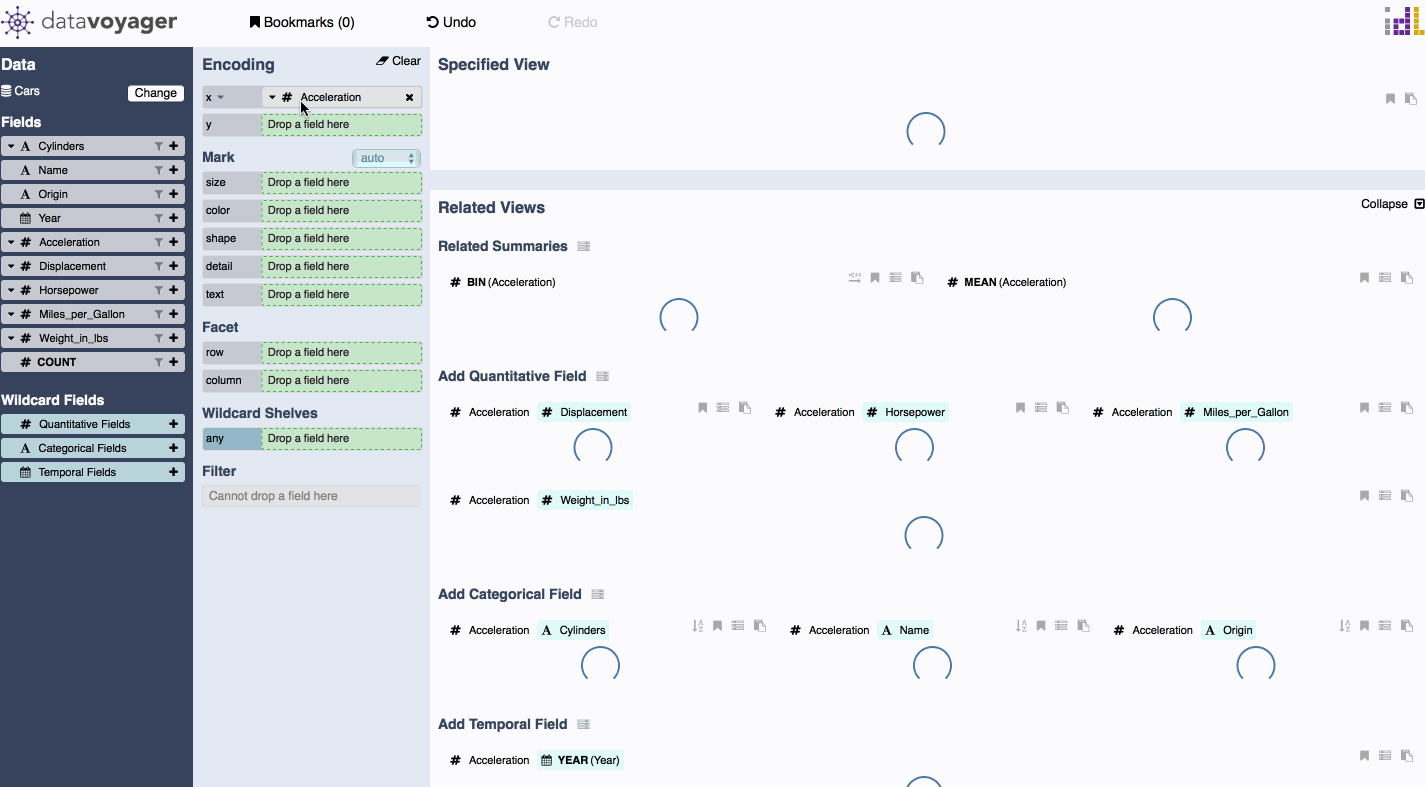 datavoyager
Bookmarks (0)
Undo
Redo
Data
Cars
Change
Fields
A Cylinders
A Name
A Origin
Year
# Acceleration
# Displacement
# Horsepower
# Miles_per_Gallon
# Weight_in_lbs
# COUNT
Wildcard Fields
# Quantitative Fields
A Categorical Fields
Temporal Fields
Encoding
Clear
x # Acceleration
y Drop a field here
Mark auto
size Drop a field here
color Drop a field here
shape Drop a field here
detail Drop a field here
text Drop a field here
Facet
row Drop a field here
column Drop a field here
Wildcard Shelves
any Drop a field here
Filter
Cannot drop a field here
Specified View
Related Views
Collapse
Related Summaries
# BIN (Acceleration)
# MEAN (Acceleration)
Add Quantitative Field
# Acceleration # Displacement
# Acceleration # Horsepower
# Acceleration # Miles_per_Gallon
# Acceleration # Weight_in_lbs
Add Categorical Field
# Acceleration A Cylinders
# Acceleration A Name
# Acceleration A Origin
Add Temporal Field
# Acceleration YEAR (Year)